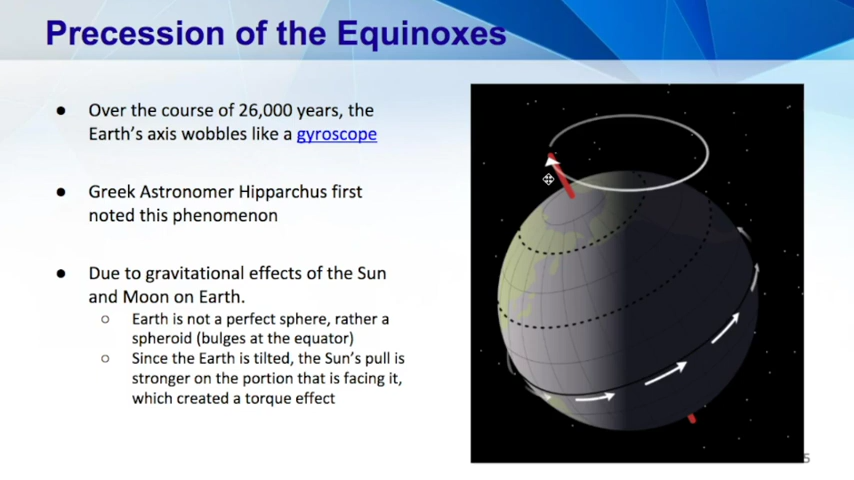 Precession of the Equinoxes
● Over the course of 26,000 years, the
Earth's axis wobbles like a gyroscope
● Greek Astronomer Hipparchus first
noted this phenomenon
● Due to gravitational effects of the Sun
and Moon on Earth.
○ Earth is not a perfect sphere, rather a
spheroid (bulges at the equator)
○ Since the Earth is tilted, the Sun's pull is
stronger on the portion that is facing it,
which created a torque effect
5